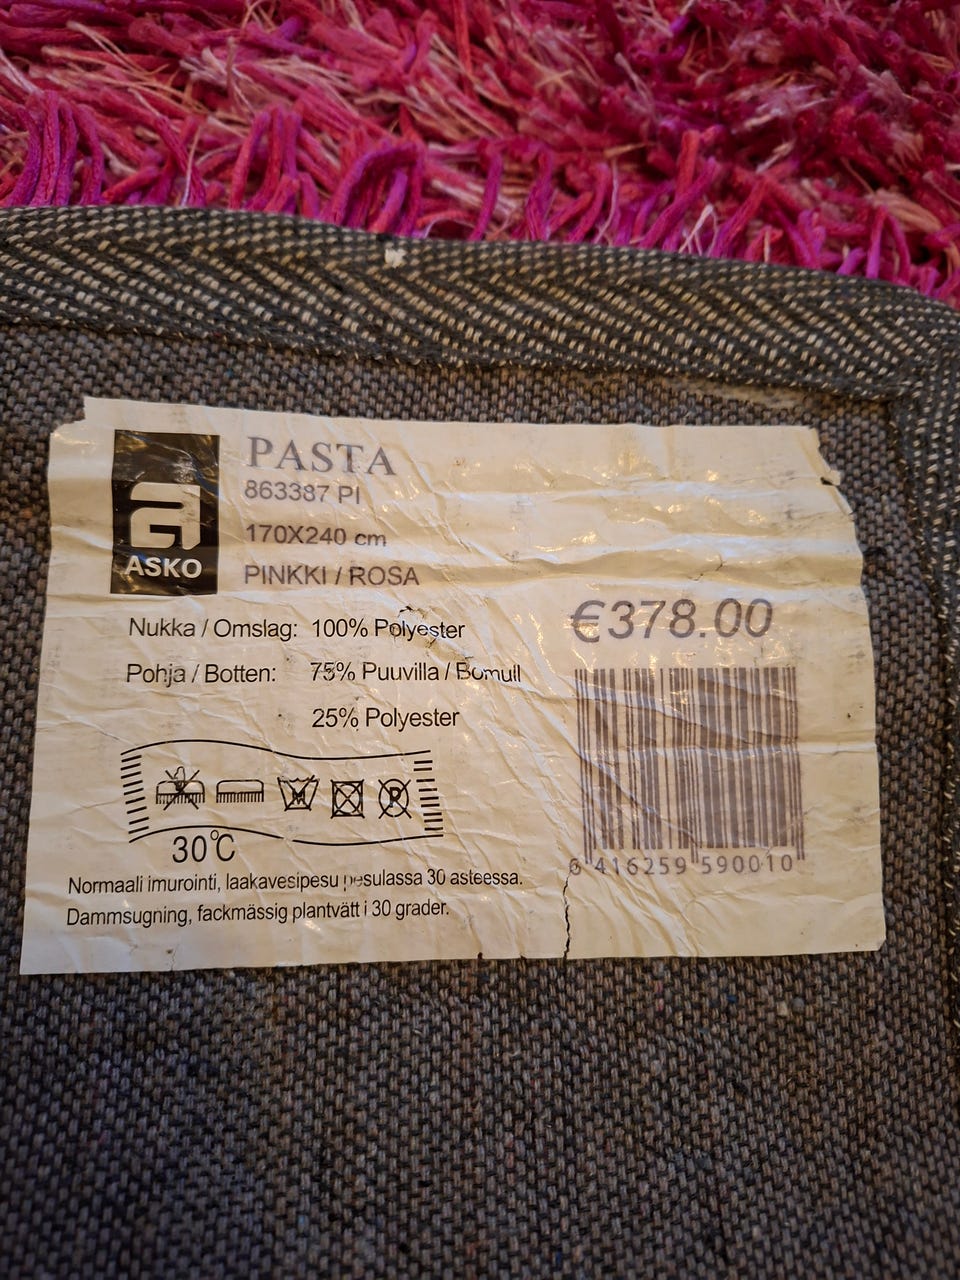 PASTA
863387 PI
170X240 cm
PINKKI / ROSA
ASKO
Nukka / Omslag: 100% Polyester
Pohja / Botten: 75% Puuvilla / Bomull
25% Polyester
€378.00
30°C
6 416259 590010
Normaali imurointi, laakavesipesu pesulassa 30 asteessa.
Dammsugning, fackmässig plantvätt i 30 grader.